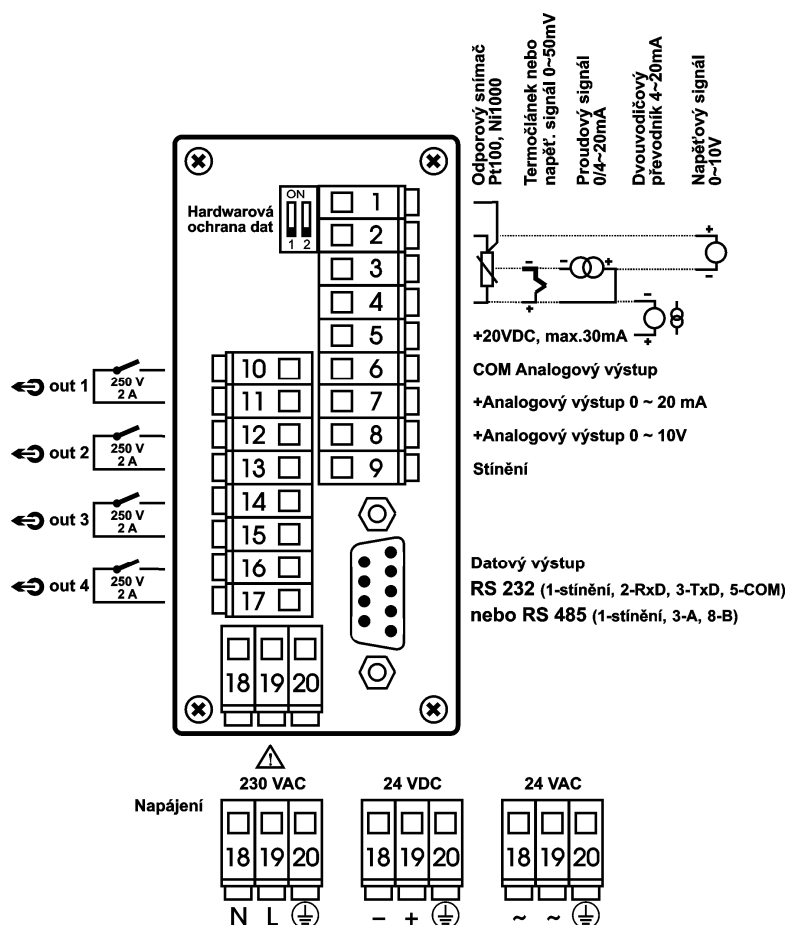 Odporový snímač
Pt100, Ni1000
Termočlánek nebo
napěť. signál 0~50mV
Proudový signál
0/4~20mA
Dvouvodičový
převodník 4~20mA
Napěťový signál
0~10V
Hardwarová
ochrana dat
ON
1 2
1
2
3
4
5
6
7
8
9
+
−
− − +
+
−
+
+20VDC, max.30mA
COM Analogový výstup
+Analogový výstup 0 ~ 20 mA
+Analogový výstup 0 ~ 10V
Stínění
out 1 250 V
2 A
out 2 250 V
2 A
out 3 250 V
2 A
out 4 250 V
2 A
10
11
12
13
14
15
16
17
Datový výstup
RS 232 (1-stínění, 2-RxD, 3-TxD, 5-COM)
nebo RS 485 (1-stínění, 3-A, 8-B)
18 19 20
Napájení
230 VAC
18 19 20
N L
24 VDC
18 19 20
− +
24 VAC
18 19 20
~ ~